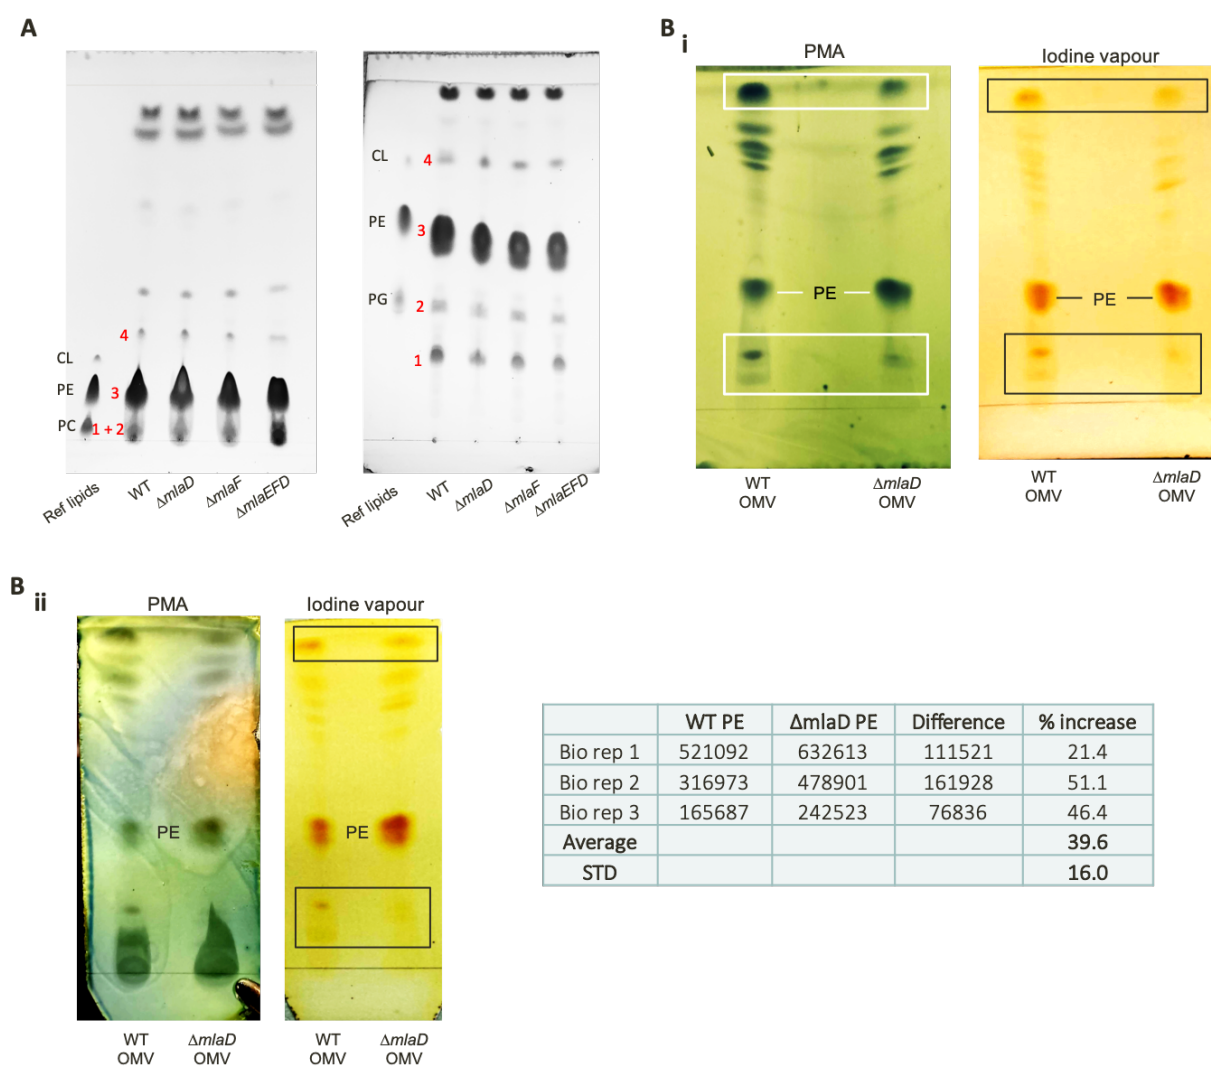 A
CL
PE
PC
4
3
1 + 2
Ref lipids
WT
ΔmlaD
ΔmlaF
ΔmlaEFD
CL
PE
PG
4
3
2
1
Ref lipids
WT
ΔmlaD
ΔmlaF
ΔmlaEFD
B
i
PMA
Iodine vapour
PE
PE
WT
OMV
ΔmlaD
OMV
WT
OMV
ΔmlaD
OMV
B
ii
PMA
Iodine vapour
PE
PE
WT
OMV
ΔmlaD
OMV
WT
OMV
ΔmlaD
OMV
WT PE ΔmlaD PE Difference % increase
Bio rep 1 521092 632613 111521 21.4
Bio rep 2 316973 478901 161928 51.1
Bio rep 3 165687 242523 76836 46.4
Average 39.6
STD 16.0